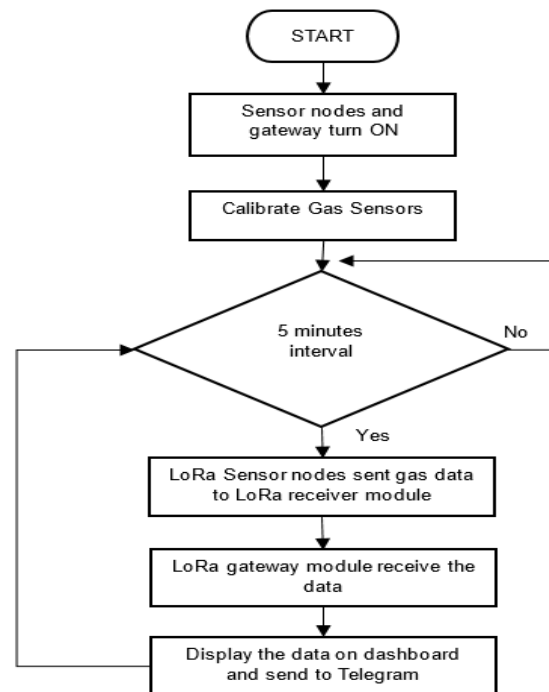 START
Sensor nodes and
gateway turn ON
Calibrate Gas Sensors
5 minutes
interval
No
Yes
LoRa Sensor nodes sent gas data
to LoRa receiver module
LoRa gateway module receive the
data
Display the data on dashboard
and send to Telegram